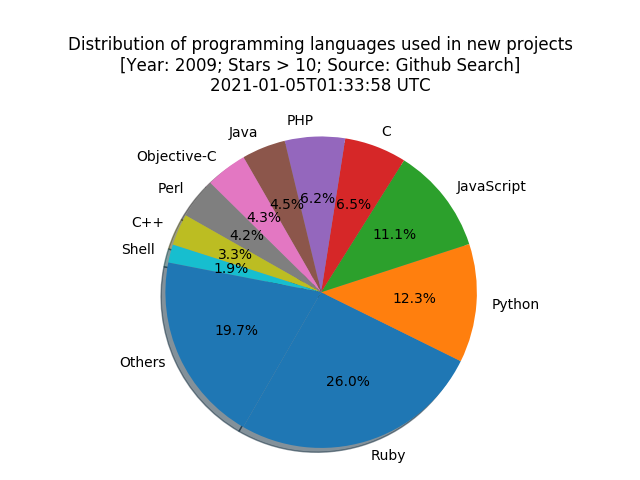 Distribution of programming languages used in new projects
[Year: 2009; Stars > 10; Source: Github Search]
2021-01-05T01:33:58 UTC
PHP
C
Java
Objective-C
JavaScript
Perl
C++
Shell
Python
Others
Ruby
6.2%
6.5%
4.5%
4.3%
11.1%
4.2%
3.3%
1.9%
12.3%
19.7%
26.0%